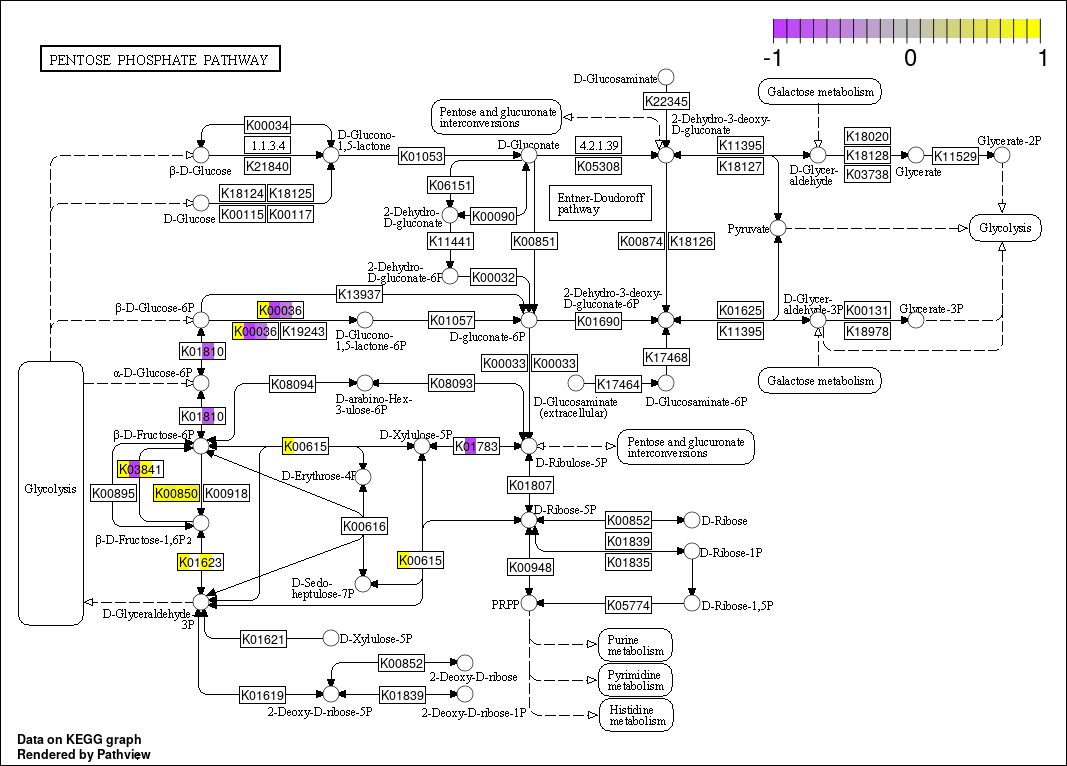 PENTOSE PHOSPHATE PATHWAY
-1
0
1
D-Glucosaminate
K22345
Galactose metabolism
Pentose and glucuronate
interconversions
2-Dehydro-3-deoxy-
D-gluconate
K00034
1.1.3.4
K21840
β-D-Glucose
D-Glucono-
1,5-lactone
K01053
D-Gluconate
4.2.1.39
K05308
K11395
K18127
D-Glycer-
aldehyde
K18020
K18128
K03738
Glycerate
K11529
Glycerate-2P
K18124
K18125
K00115
K00117
D-Glucose
K06151
2-Dehydro-
D-gluconate
K00090
Entner-Doudoroff
pathway
Pyruvate
Glycolysis
K11441
K00851
K00874
K18126
2-Dehydro-
D-gluconate-6P
K00032
K13937
β-D-Glucose-6P
K00036
K00036
K19243
D-Glucono-
1,5-lactone-6P
K01057
D-gluconate-6P
2-Dehydro-3-deoxy-
D-gluconate-6P
K01690
K01625
K11395
D-Glycer-
aldehyde-3P
K00131
K18978
Glycerate-3P
K01810
K00033
K00033
K17468
α-D-Glucose-6P
K08094
D-arabino-Hex-
3-ulose-6P
K08093
K17464
D-Glucosaminate
(extracellular)
D-Glucosaminate-6P
Galactose metabolism
K01810
β-D-Fructose-6P
K00615
D-Xylulose-5P
K01783
D-Ribulose-5P
Pentose and glucuronate
interconversions
Glycolysis
K03841
K00895
K00850
K00918
D-Erythrose-4P
K01807
β-D-Fructose-1,6P2
K00616
D-Ribose-5P
K00852
D-Ribose
K01839
K01835
D-Ribose-1P
K01623
K00615
K00948
D-Sedo-
heptulose-7P
D-Glyceraldehyde-
3P
PRPP
K05774
D-Ribose-1,5P
K01621
D-Xylulose-5P
Purine
metabolism
K00852
2-Deoxy-D-ribose
Pyrimidine
metabolism
K01619
2-Deoxy-D-ribose-5P
K01839
2-Deoxy-D-ribose-1P
Histidine
metabolism
Data on KEGG graph
Rendered by Pathview